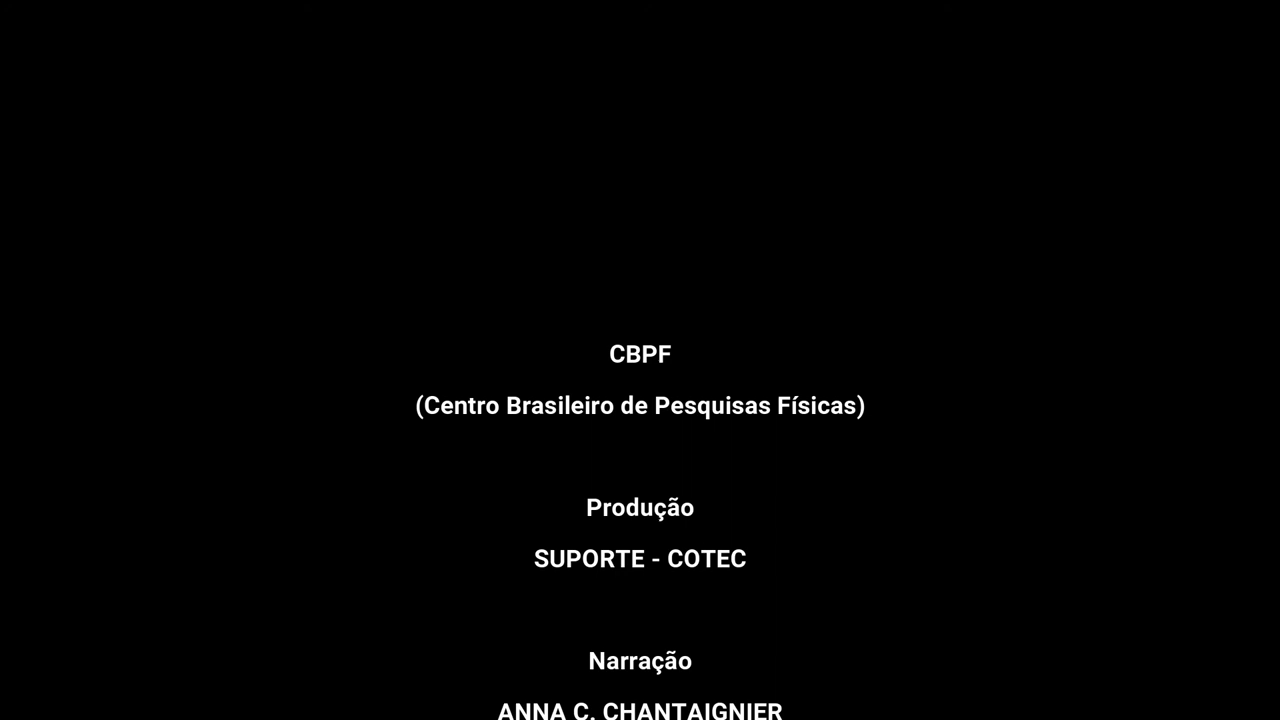 CBPF
(Centro Brasileiro de Pesquisas Físicas)
Produção
SUPORTE - COTEC
Narração
ANNA C. CHANTAIGNIER